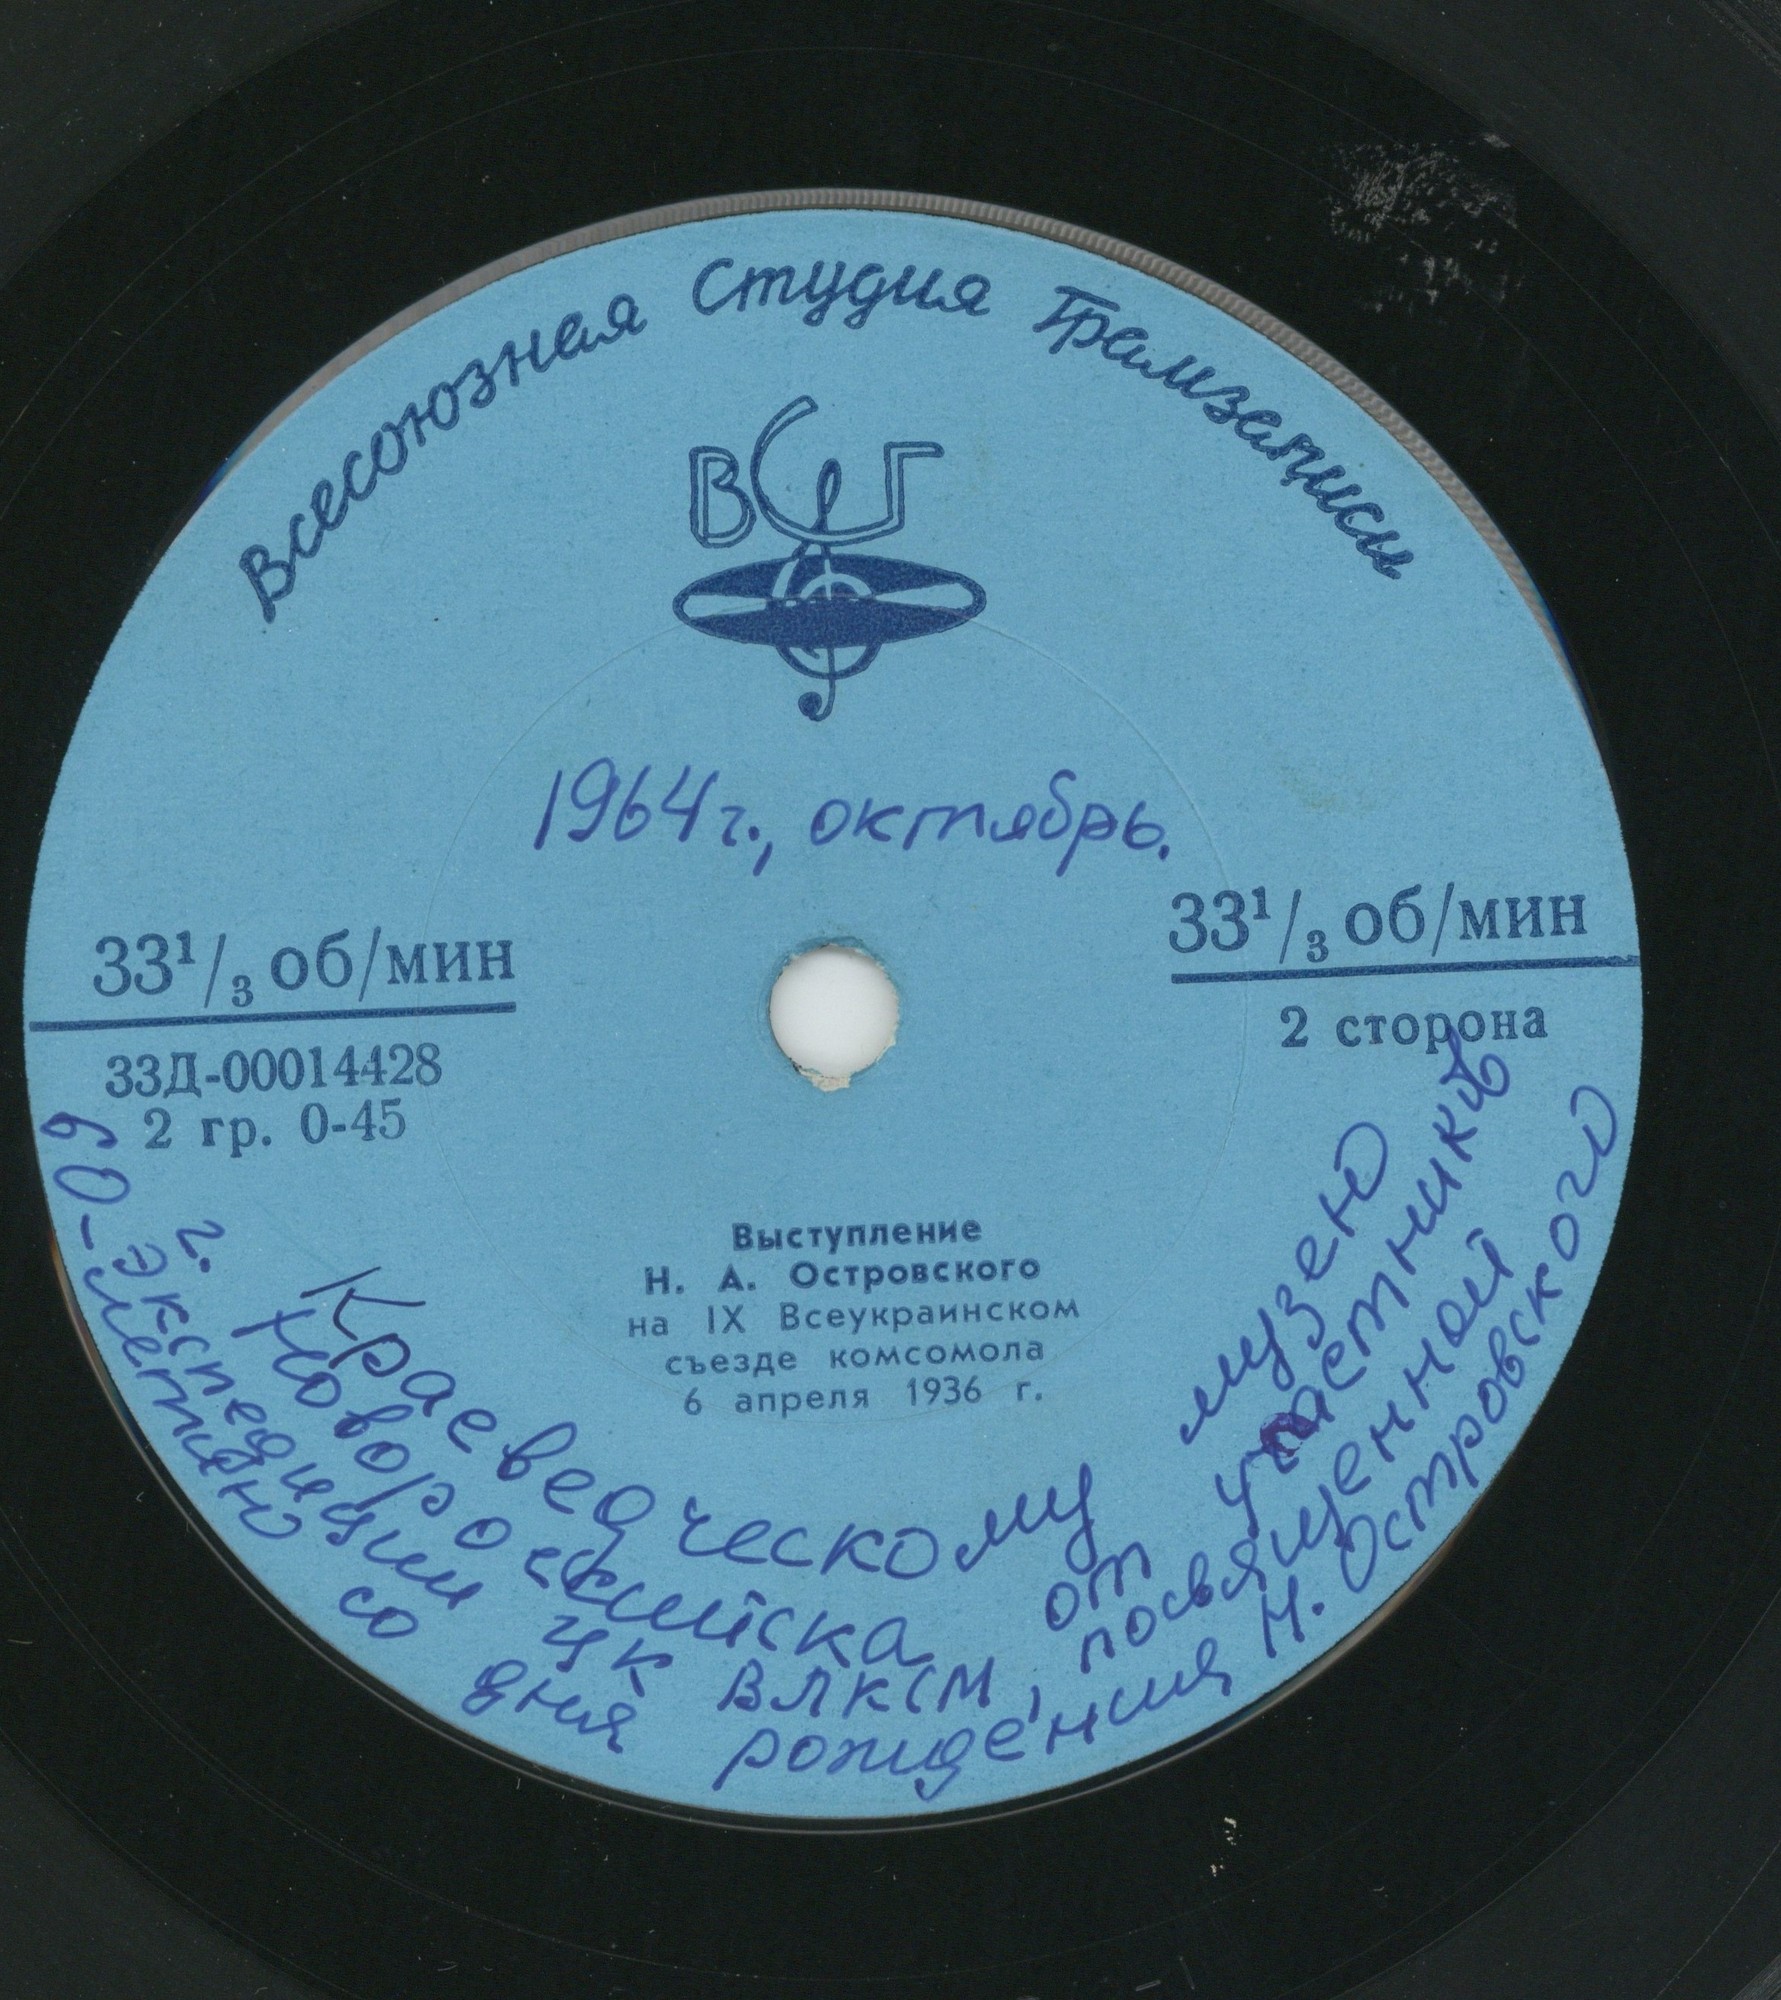 Всесоюзная Студия Грамзаписи
ВСГ
1964 г., октябрь.
33 1/3 об/мин
33Д-00014428
2 гр. 0-45
33 1/3 об/мин
2 сторона
Выступление
Н. А. Островского
на IX Всеукраинском
съезде комсомола
6 апреля 1936 г.
Краеведческому музею
г. Новороссийска от участников
экспедиции ЦК ВЛКСМ, посвященной
60-летию со дня рождения Н. Островского